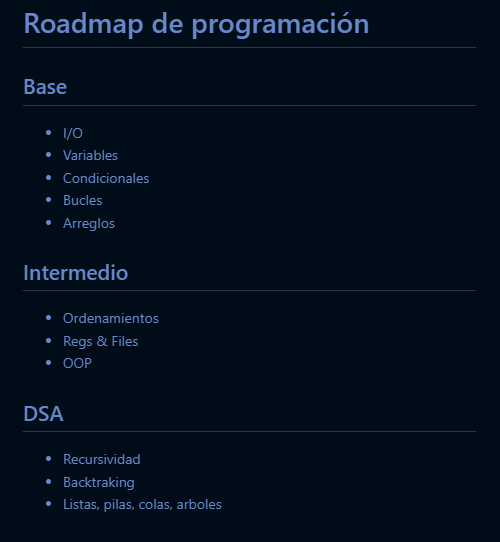 Roadmap de programación
Base
I/O
Variables
Condicionales
Bucles
Arreglos
Intermedio
Ordenamientos
Regs & Files
OOP
DSA
Recursividad
Backtraking
Listas, pilas, colas, arboles